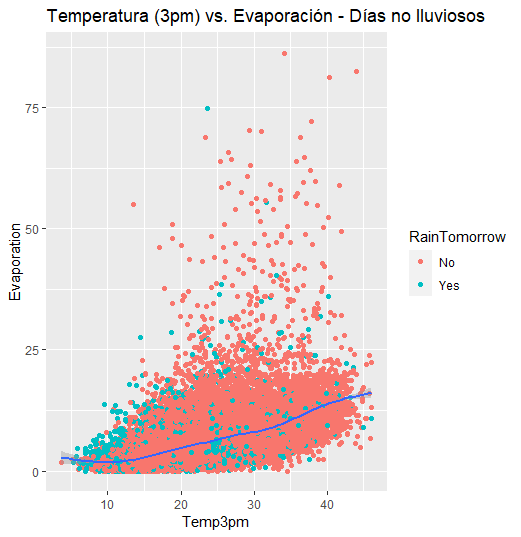 Temperatura (3pm) vs. Evaporación - Días no lluviosos
75
50
25
0
Evaporation
10 20 30 40
Temp3pm
RainTomorrow
No
Yes